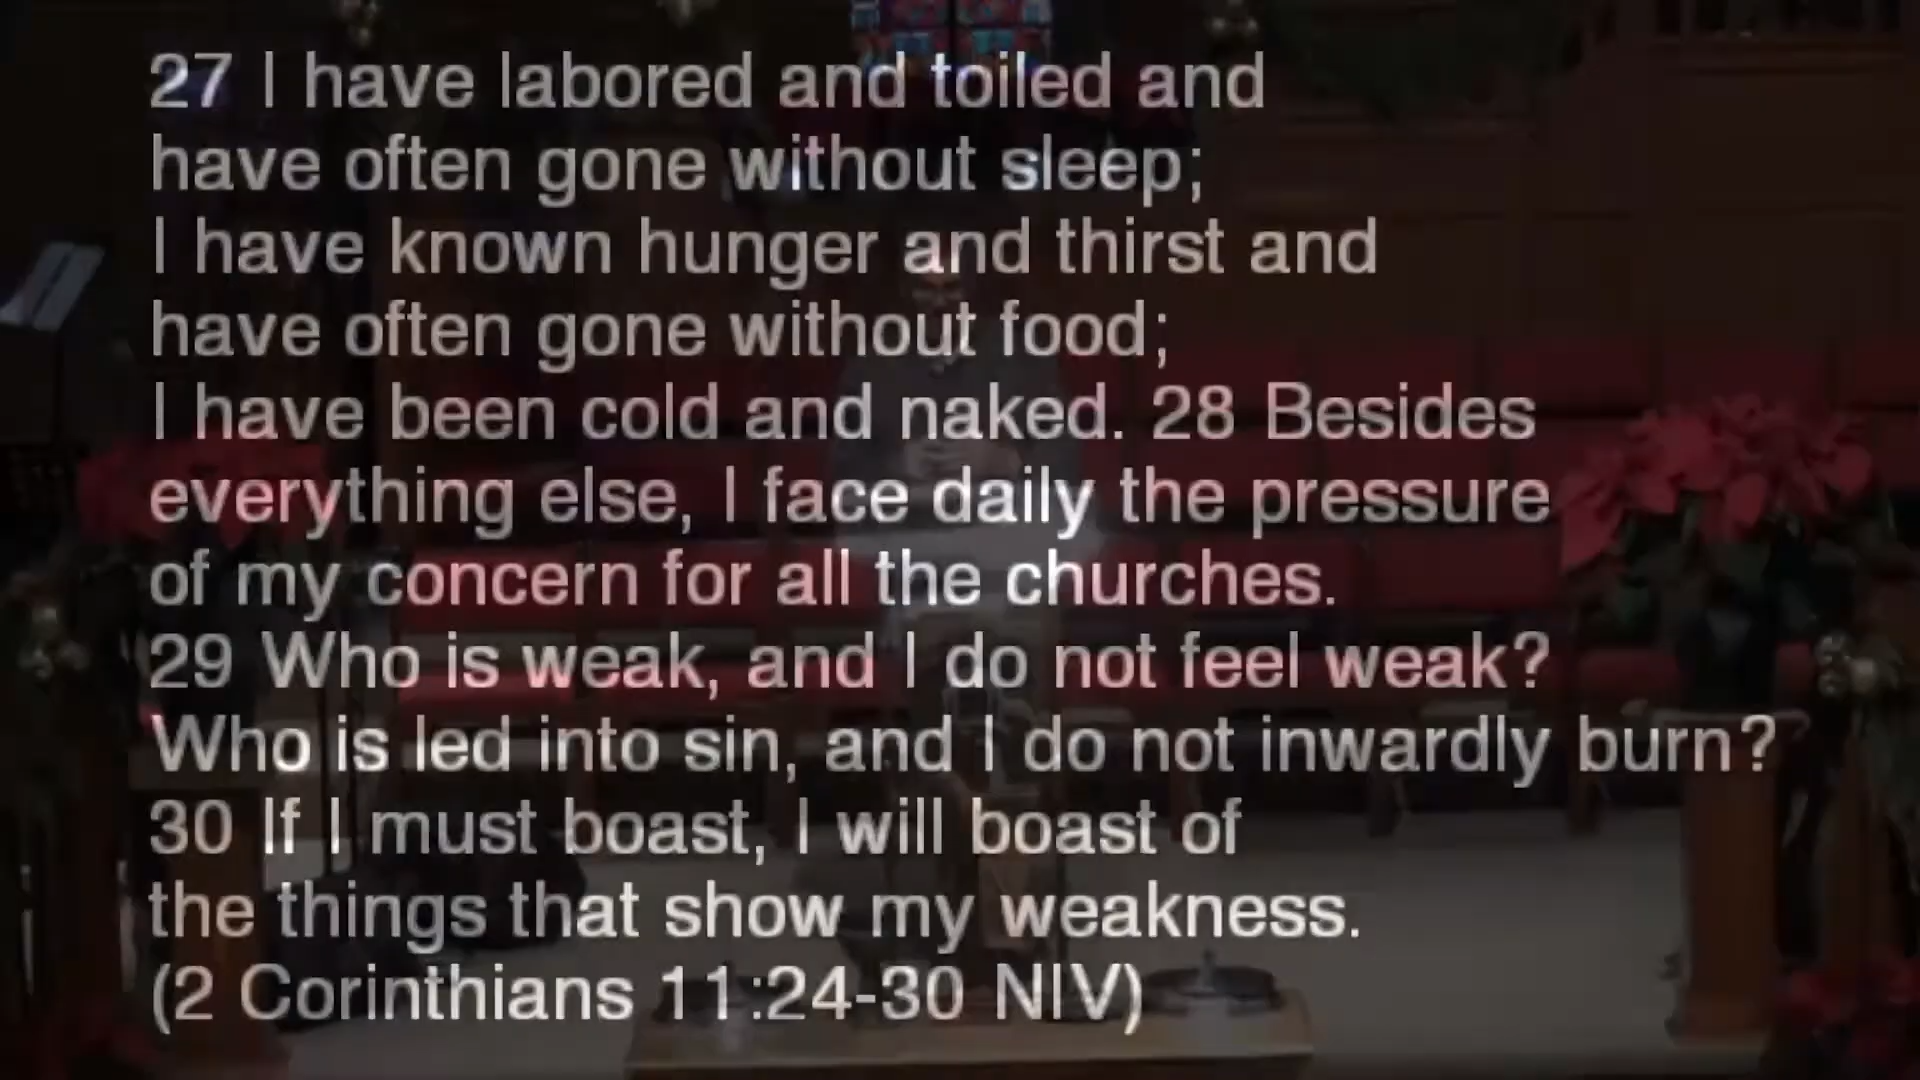 27 I have labored and toiled and
have often gone without sleep;
I have known hunger and thirst and
have often gone without food;
I have been cold and naked. 28 Besides
everything else, I face daily the pressure
of my concern for all the churches.
29 Who is weak, and I do not feel weak?
Who is led into sin, and I do not inwardly burn?
30 If I must boast, I will boast of
the things that show my weakness.
(2 Corinthians 11:24-30 NIV)